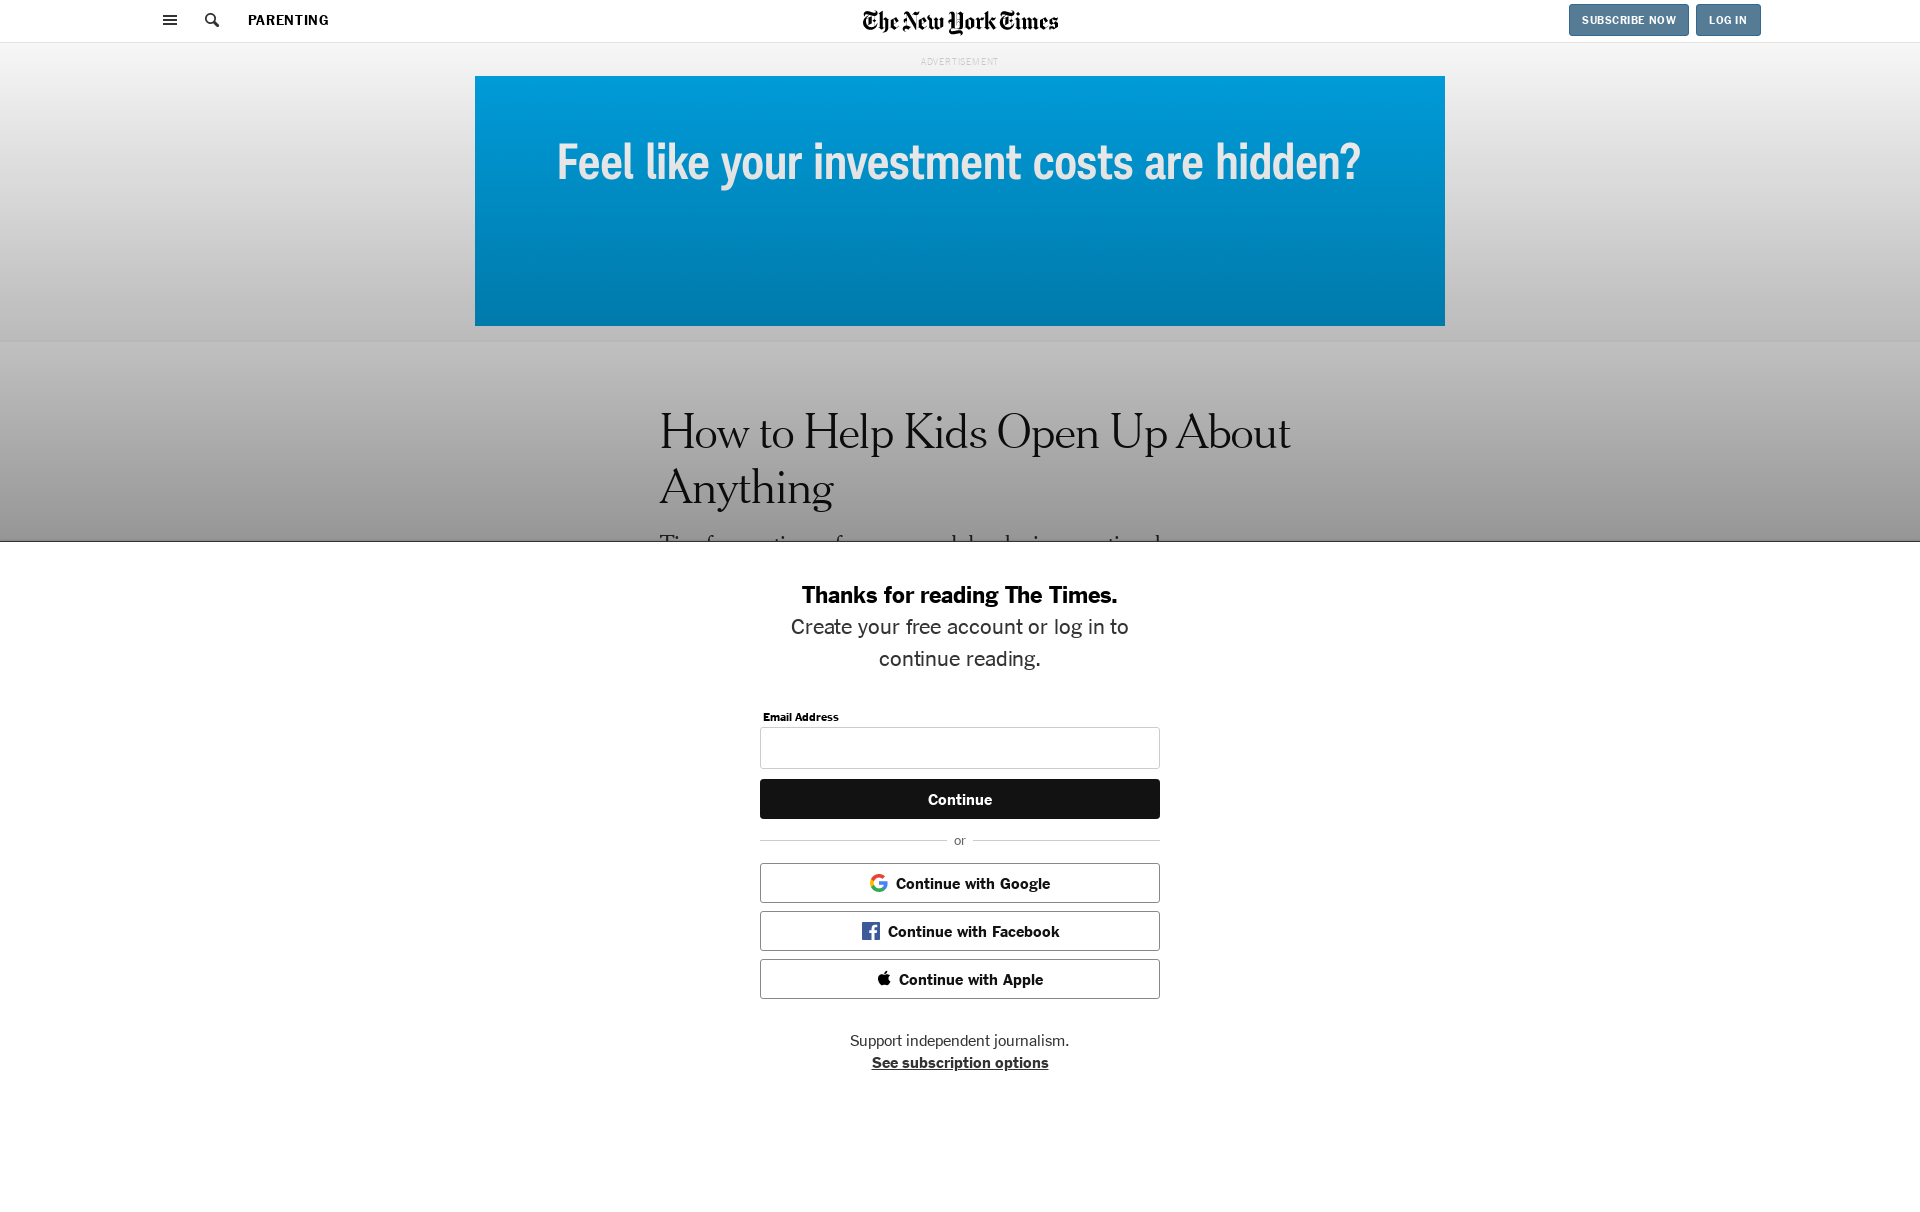 PARENTING
The New York Times
SUBSCRIBE NOW
LOG IN
ADVERTISEMENT
Feel like your investment costs are hidden?
How to Help Kids Open Up About
Anything
Thanks for reading The Times.
Create your free account or log in to
continue reading.
Email Address
Continue
or
Continue with Google
Continue with Facebook
Continue with Apple
Support independent journalism.
See subscription options